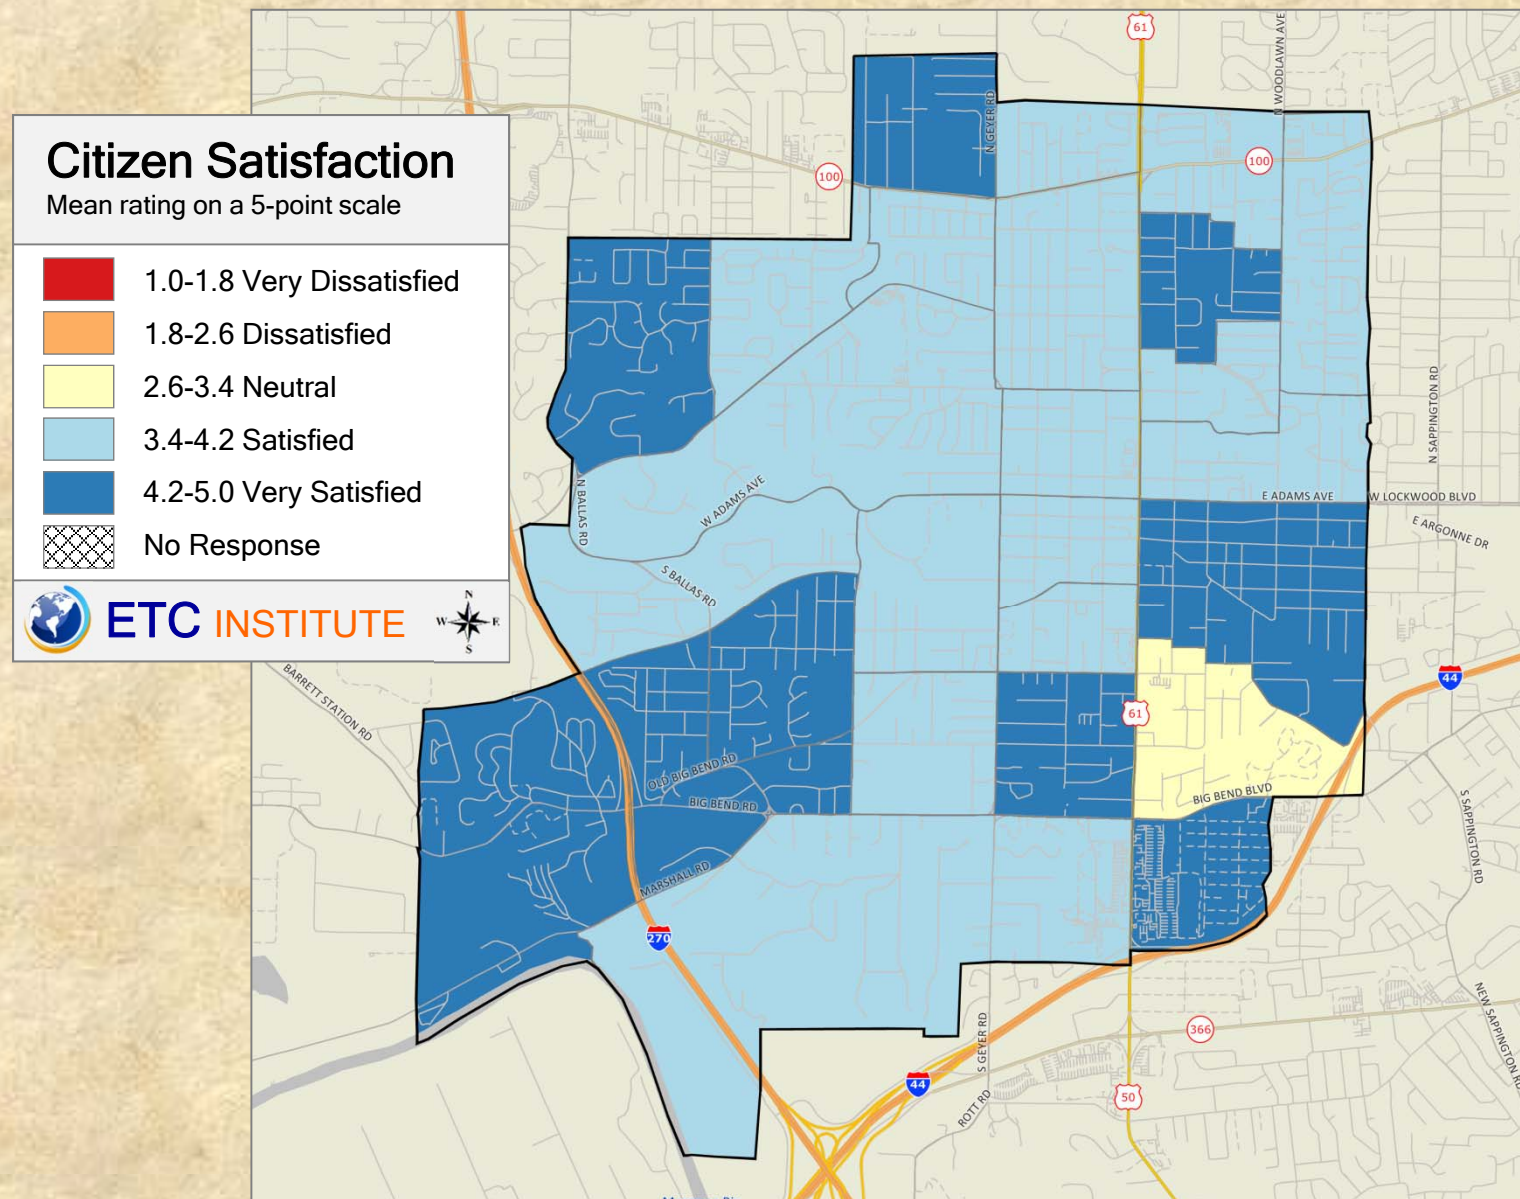 Citizen Satisfaction
Mean rating on a 5-point scale
1.0-1.8 Very Dissatisfied
1.8-2.6 Dissatisfied
2.6-3.4 Neutral
3.4-4.2 Satisfied
4.2-5.0 Very Satisfied
No Response
ETC INSTITUTE
N
W
E
S
61
N WOODLAWN AVE
N GEYER RD
100
100
N SAPPINGTON RD
N BALLAS RD
W ADAMS AVE
E ADAMS AVE
W LOCKWOOD BLVD
E ARGONNE DR
S BALLAS RD
BARRETT STATION RD
44
61
OLD BIG BEND RD
BIG BEND RD
BIG BEND BLVD
S SAPPINGTON RD
MARSHALL RD
270
NEW SAPPINGTON RD
S GEYER RD
366
44
ROTT RD
50